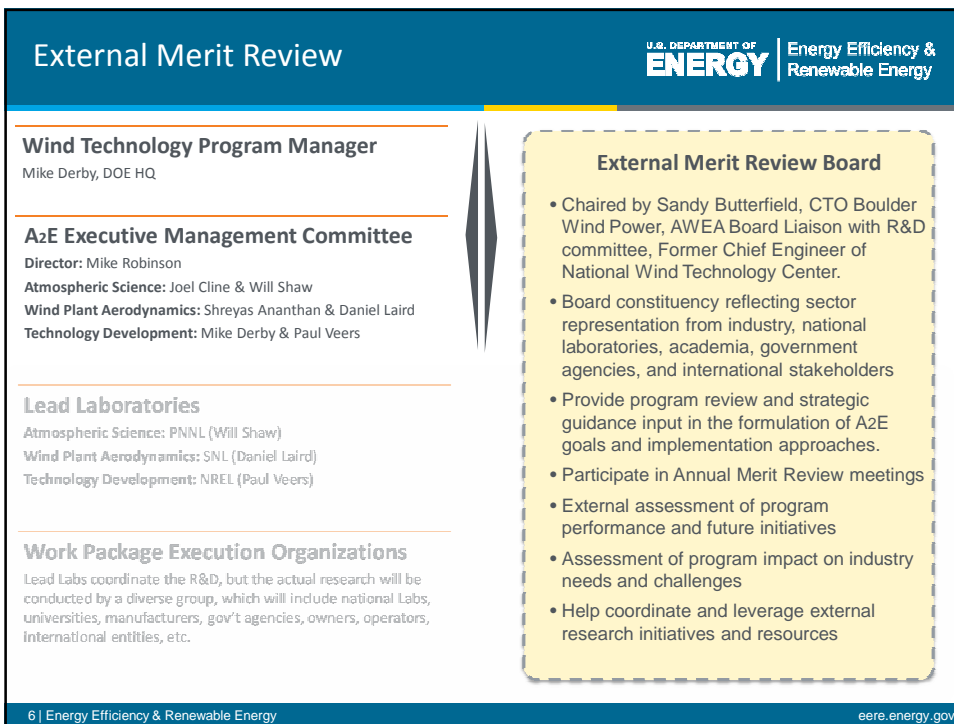 External Merit Review
U.S. DEPARTMENT OF
ENERGY
Energy Efficiency &
Renewable Energy
Wind Technology Program Manager
Mike Derby, DOE HQ
A2E Executive Management Committee
Director: Mike Robinson
Atmospheric Science: Joel Cline & Will Shaw
Wind Plant Aerodynamics: Shreyas Ananthan & Daniel Laird
Technology Development: Mike Derby & Paul Veers
Lead Laboratories
Atmospheric Science: PNNL (Will Shaw)
Wind Plant Aerodynamics: SNL (Daniel Laird)
Technology Development: NREL (Paul Veers)
Work Package Execution Organizations
Lead Labs coordinate the R&D, but the actual research will be
conducted by a diverse group, which will include national Labs,
universities, manufacturers, gov't agencies, owners, operators,
international entities, etc.
External Merit Review Board
• Chaired by Sandy Butterfield, CTO Boulder
Wind Power, AWEA Board Liaison with R&D
committee, Former Chief Engineer of
National Wind Technology Center.
• Board constituency reflecting sector
representation from industry, national
laboratories, academia, government
agencies, and international stakeholders
• Provide program review and strategic
guidance input in the formulation of A2E
goals and implementation approaches.
• Participate in Annual Merit Review meetings
• External assessment of program
performance and future initiatives
• Assessment of program impact on industry
needs and challenges
• Help coordinate and leverage external
research initiatives and resources
6 | Energy Efficiency & Renewable Energy
eere.energy.gov